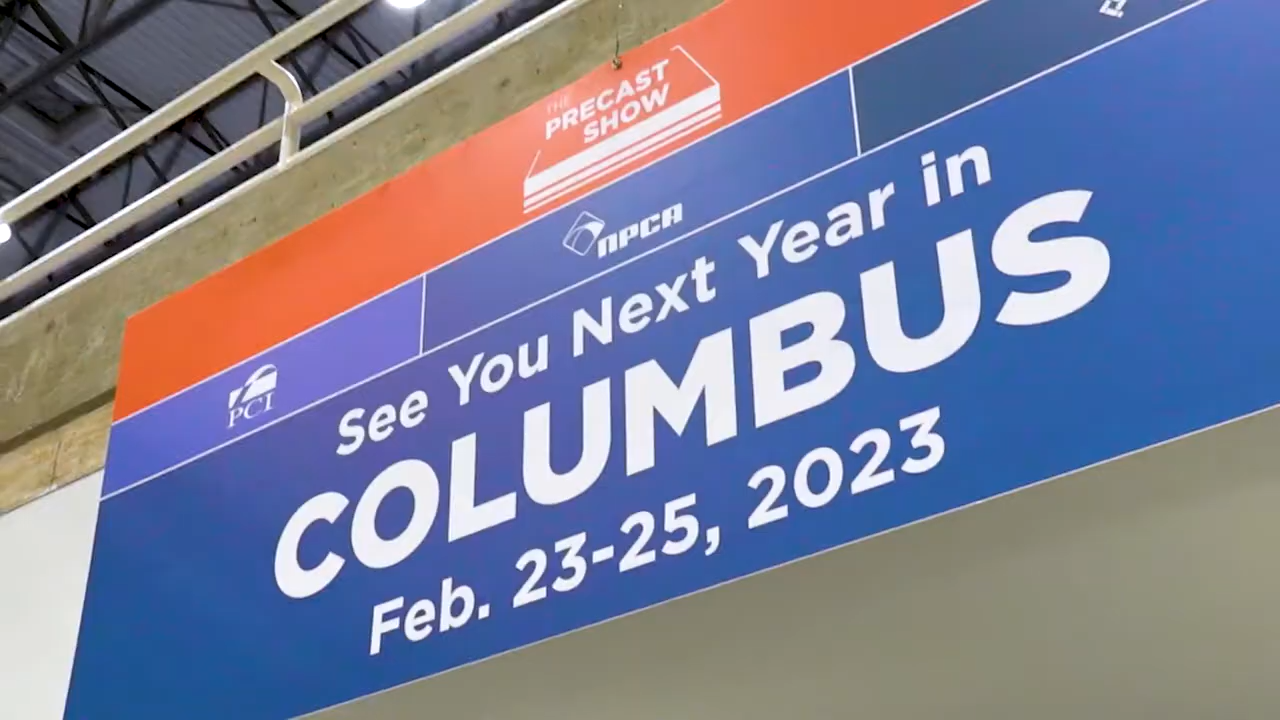 THE
PRECAST
SHOW
NPCA
PCI
See You Next Year in
COLUMBUS
Feb. 23-25, 2023